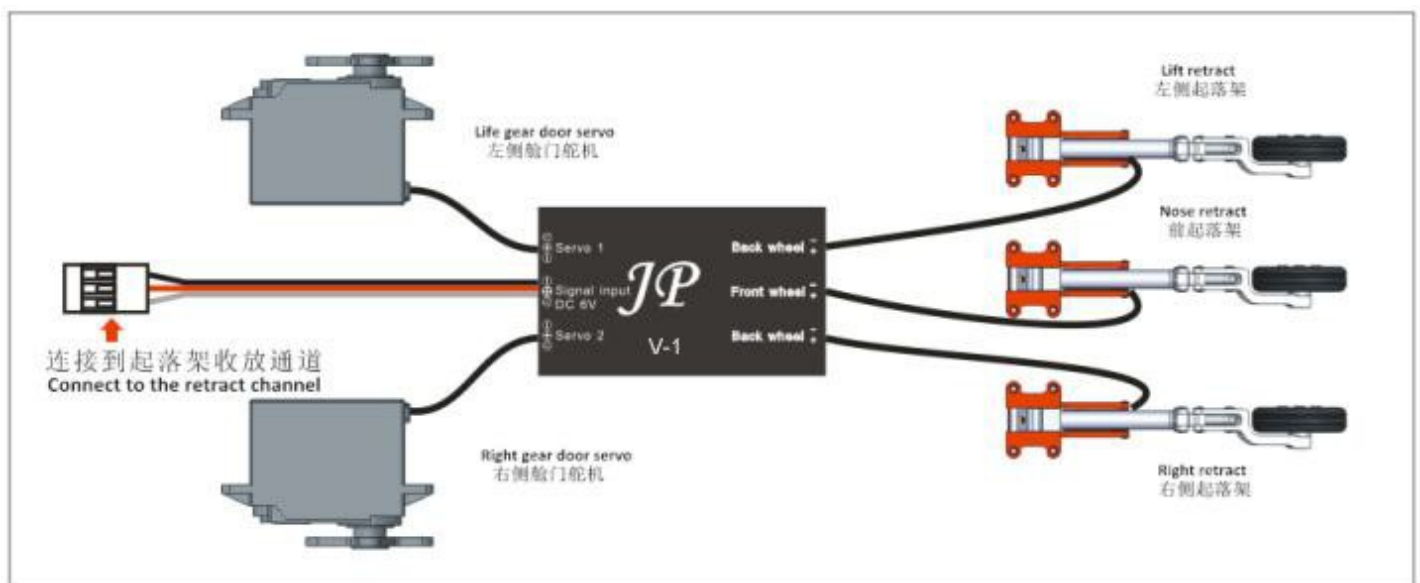 Lift retract
左侧起落架
Life gear door servo
左侧舱门舵机
Nose retract
前起落架
Servo 1
Back wheel - +
Signal input
DC 6V
JP
Front wheel - +
Servo 2
V-1
Back wheel - +
连接到起落架收放通道
Connect to the retract channel
Right gear door servo
右侧舱门舵机
Right retract
右侧起落架